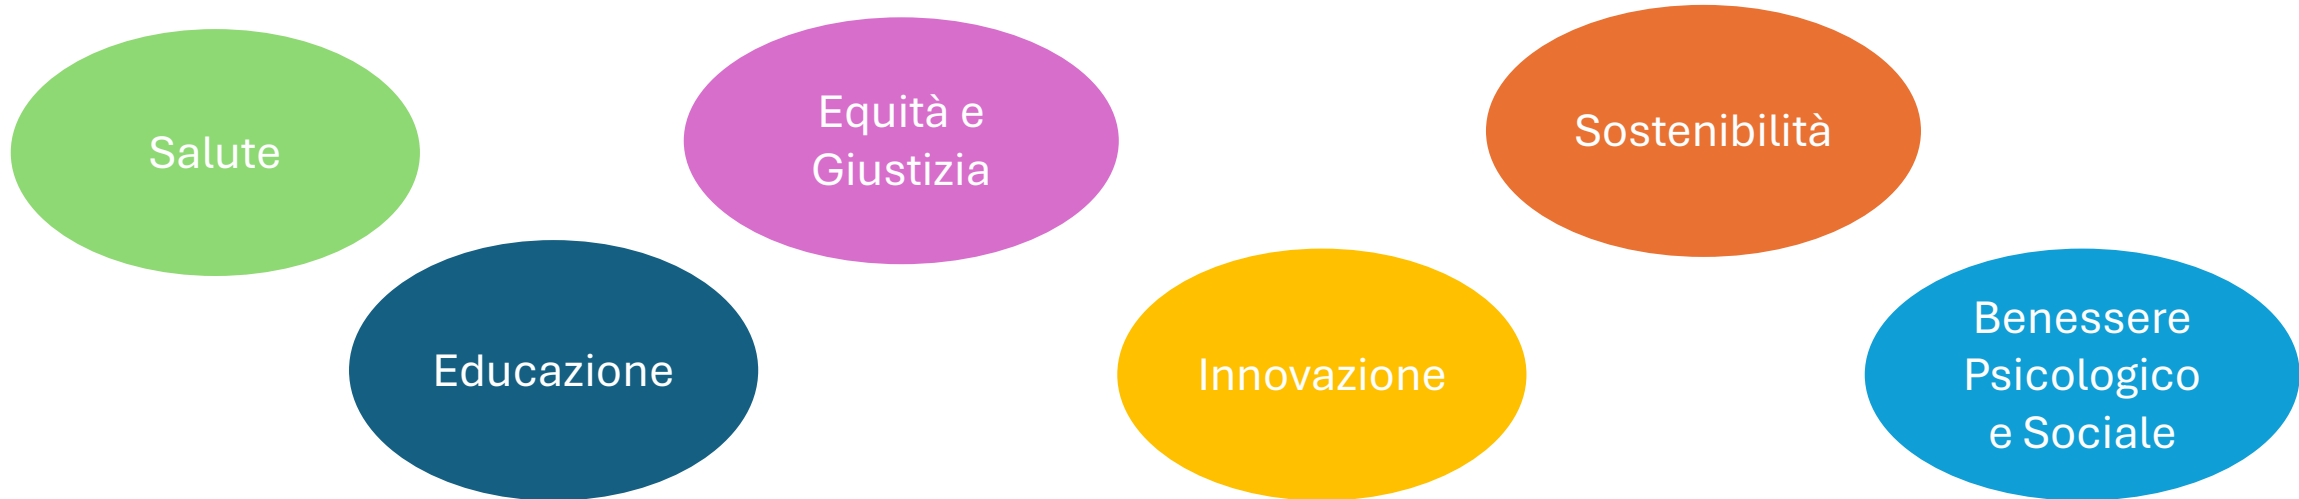 Salute
Educazione
Equità e
Giustizia
Innovazione
Sostenibilità
Benessere
Psicologico
e Sociale